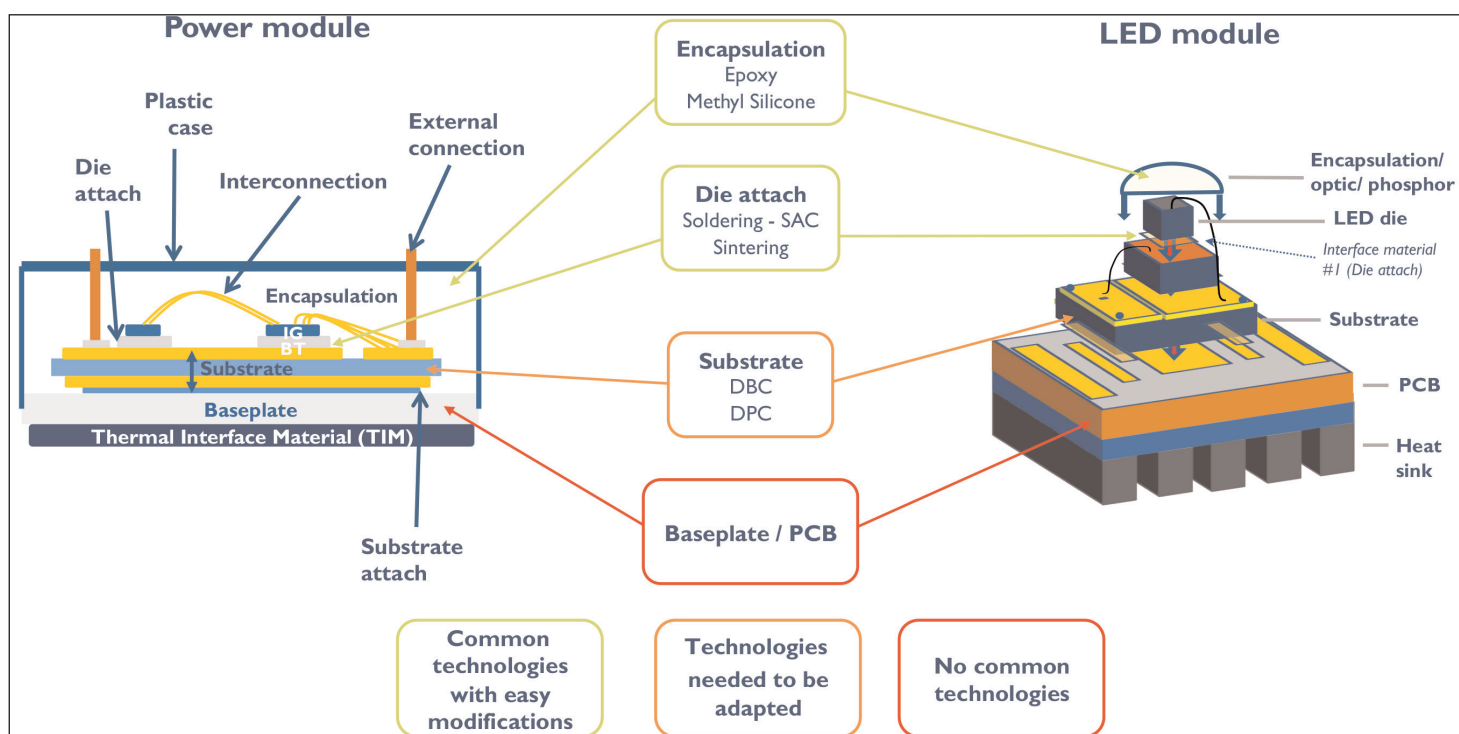 Power module
LED module
Encapsulation
Epoxy
Methyl Silicone
Plastic
case
External
connection
Die
attach
Interconnection
Encapsulation/
optic/ phosphor
Die attach
Soldering - SAC
Sintering
LED die
Interface material
#1 (Die attach)
Encapsulation
IG
BT
Substrate
Substrate
Substrate
DBC
DPC
PCB
Baseplate
Thermal Interface Material (TIM)
Heat
sink
Baseplate / PCB
Substrate
attach
Common
technologies
with easy
modifications
Technologies
needed to be
adapted
No common
technologies